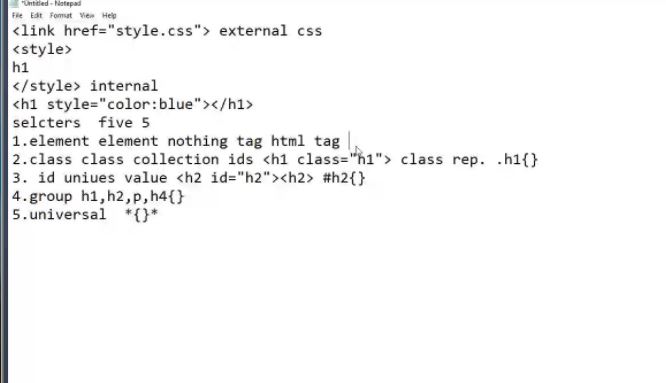 *Untitled - Notepad
File Edit Format View Help
<link href="style.css"> external css
<style>
h1
</style> internal
<h1 style="color:blue"></h1>
selcters  five 5
1.element element nothing tag html tag
2.class class collection ids <h1 class="h1"> class rep. .h1{}
3. id uniues value <h2 id="h2"><h2> #h2{}
4.group h1,h2,p,h4{}
5.universal  *{}*